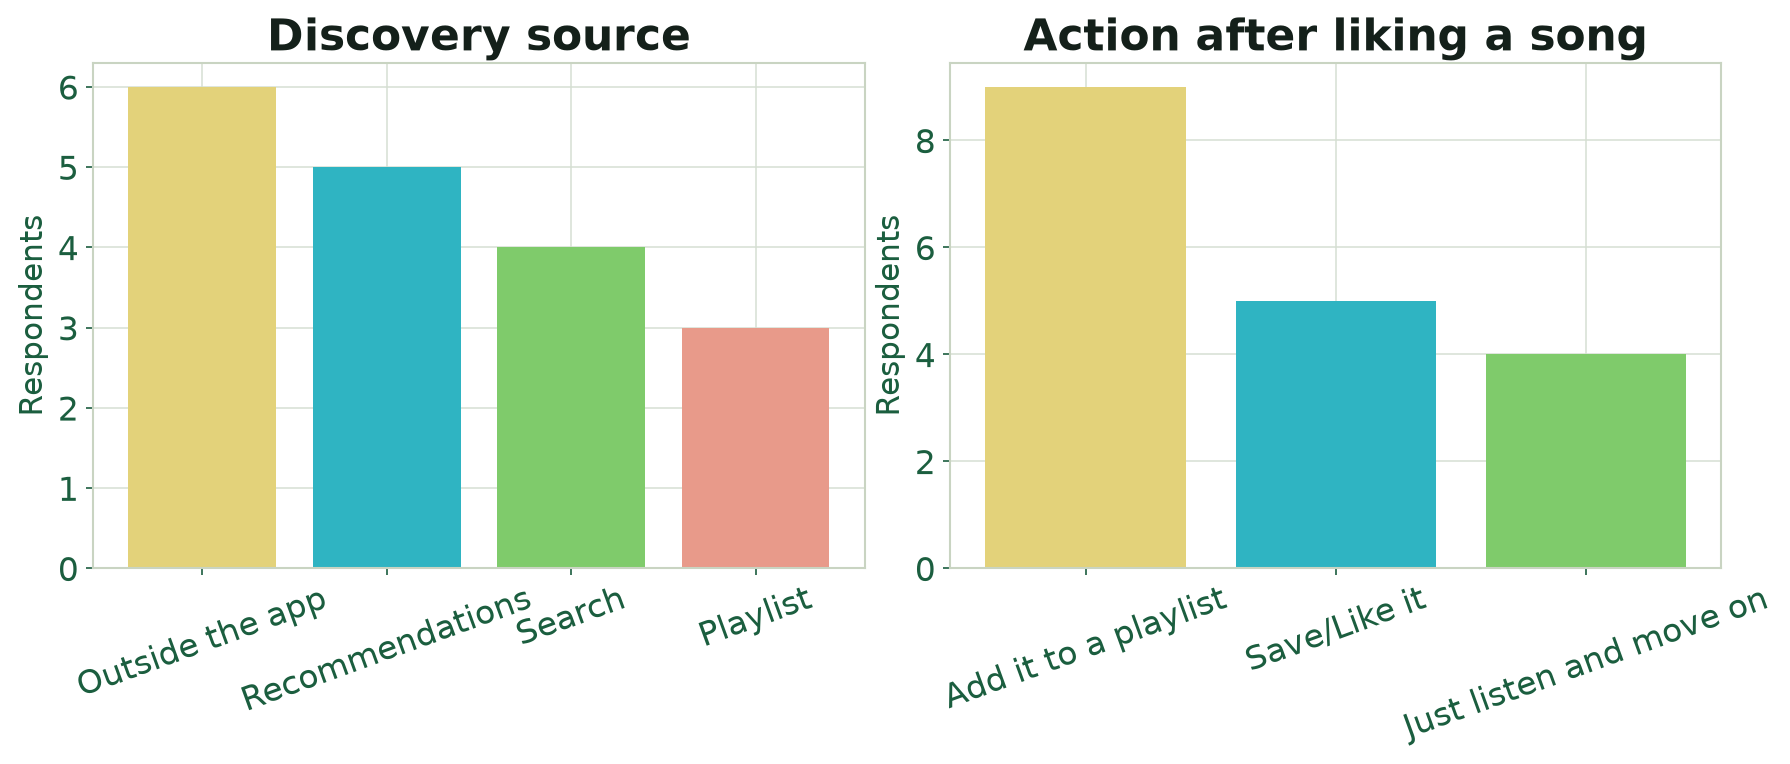 Discovery source
Respondents
6
5
4
3
2
1
0
Outside the app
Recommendations
Search
Playlist
Action after liking a song
Respondents
8
6
4
2
0
Add it to a playlist
Save/Like it
Just listen and move on